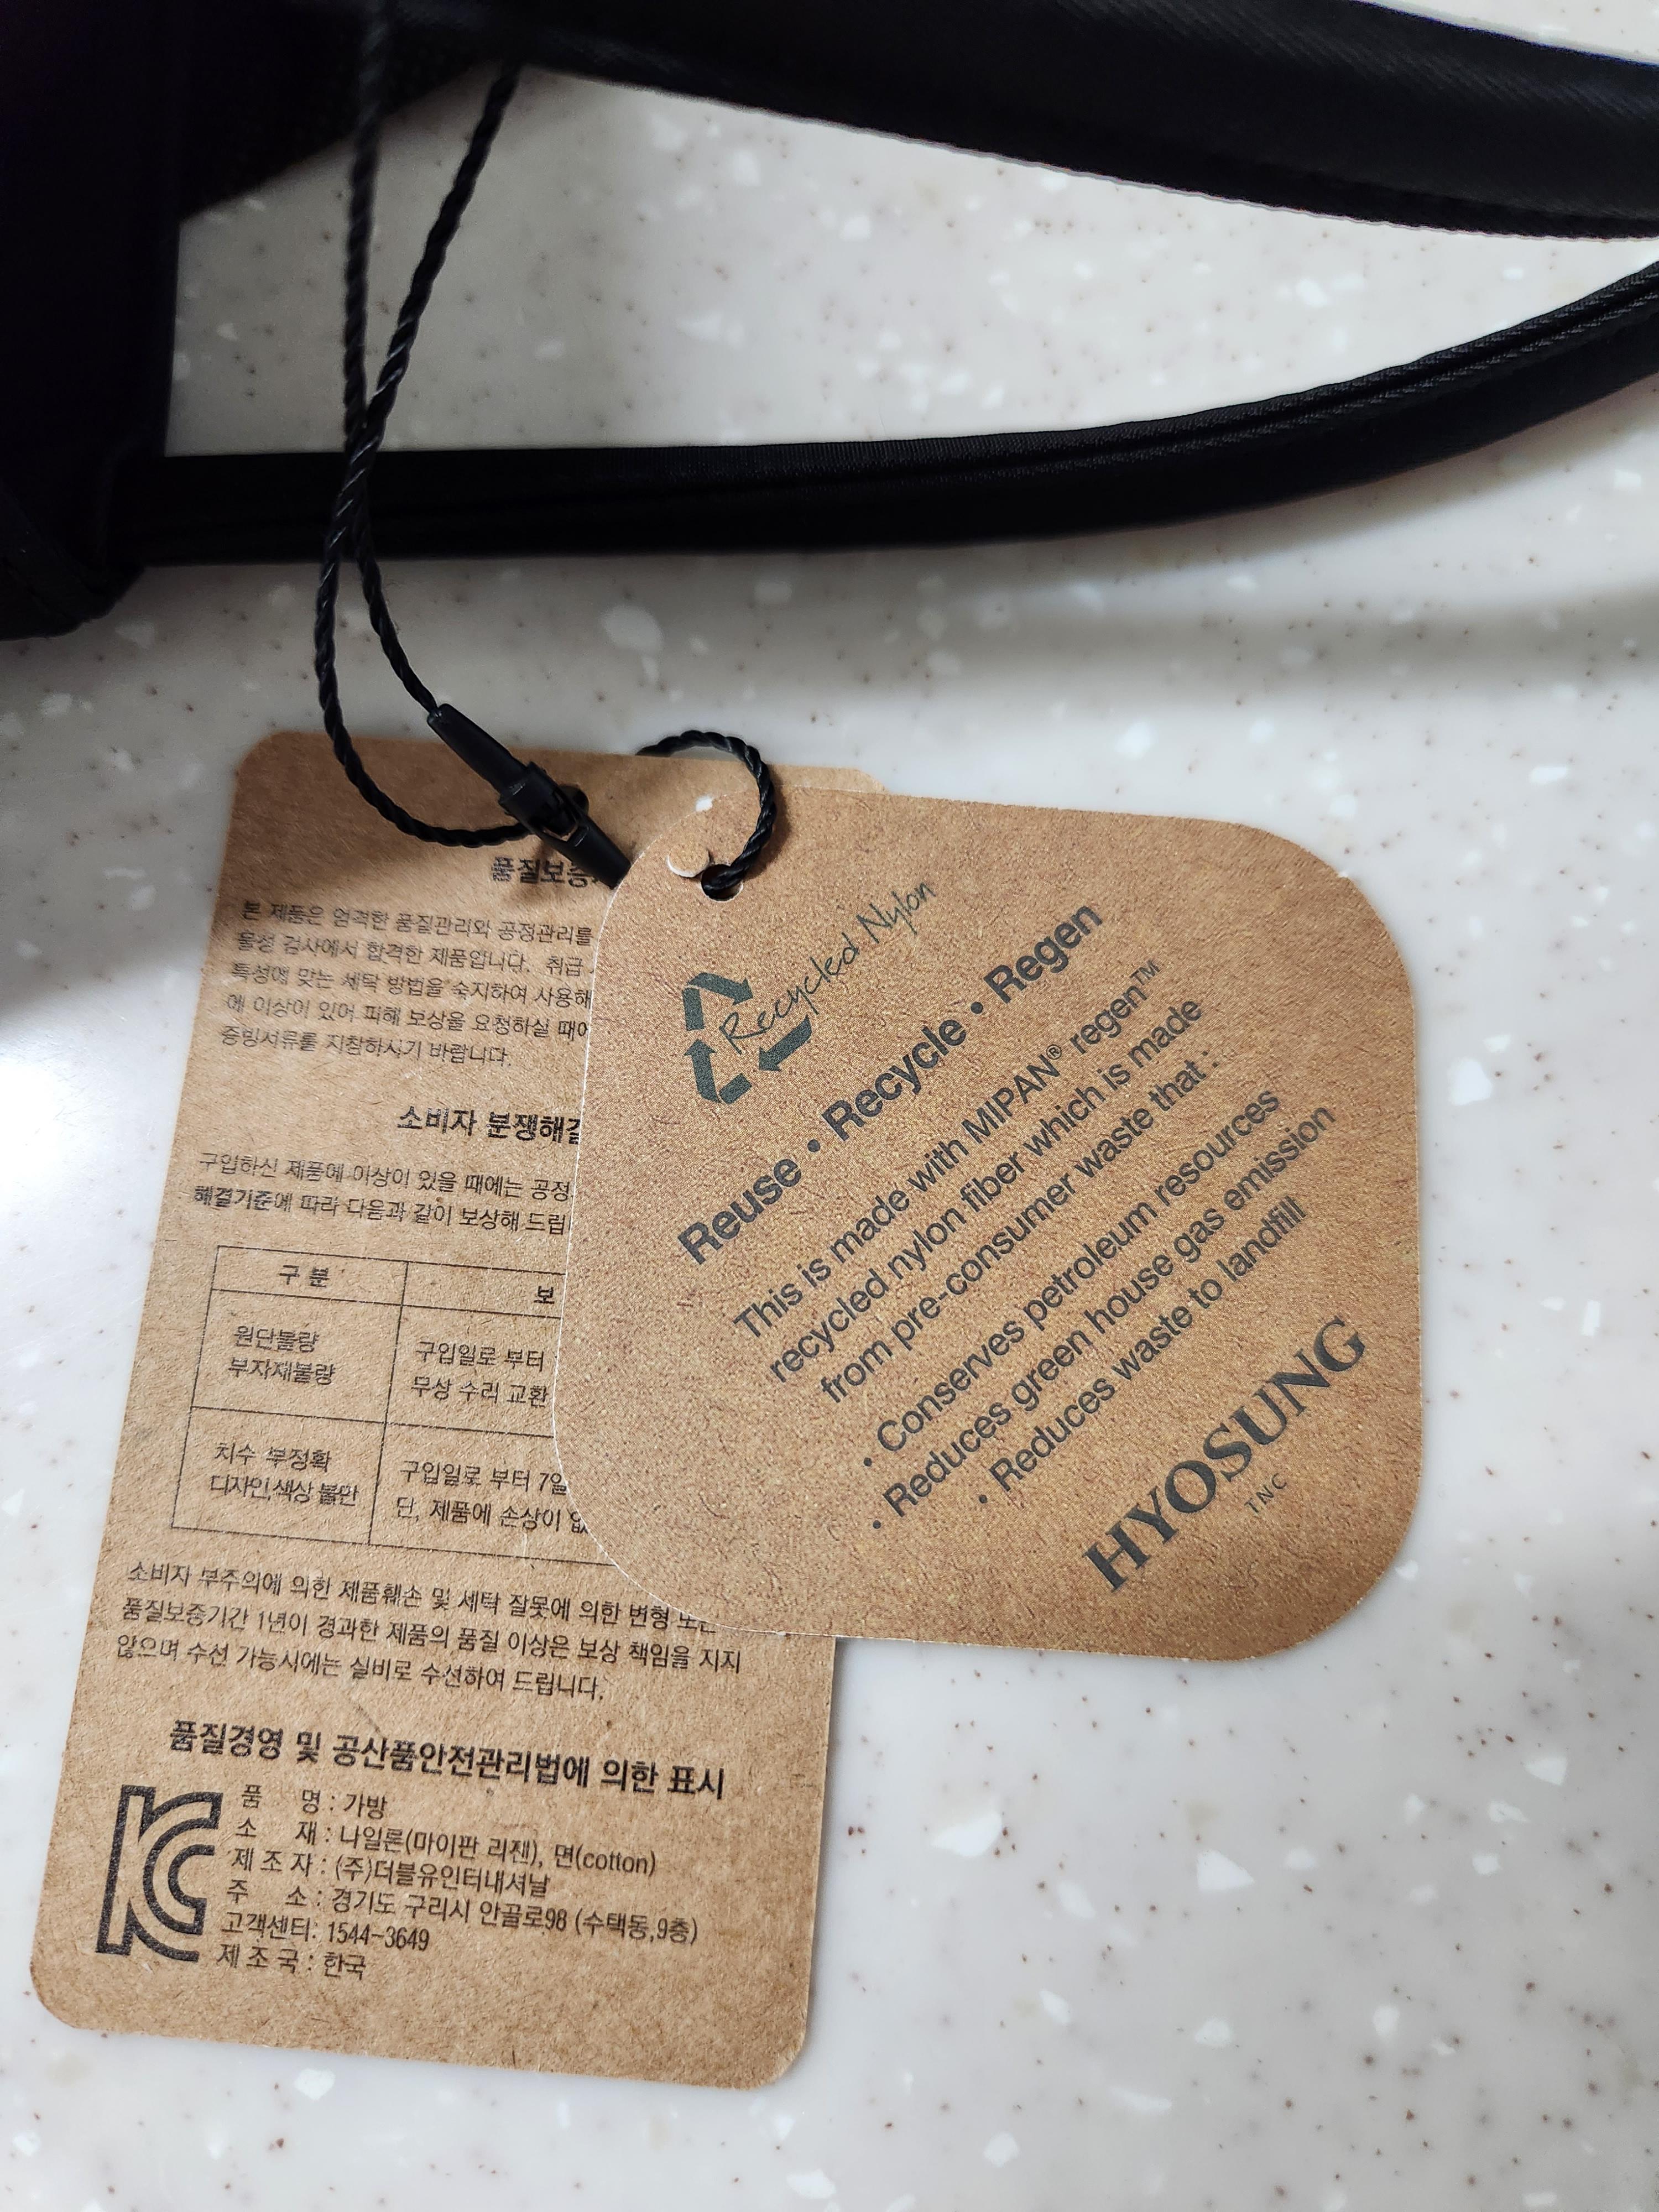 품질보증
본 제품은 엄격한 품질관리와 공정관리를
물성 검사에서 합격한 제품입니다. 취급
특성에 맞는 세탁 방법을 숙지하여 사용해
에 이상이 있어 피해 보상을 요청하실 때에
증빙서류를 지참하시기 바랍니다.
소비자 분쟁해결
구입하신 제품에 이상이 있을 때에는 공정
해결기준에 따라 다음과 같이 보상해 드립
구 분
보
원단불량
부자재불량
구입일로 부터
무상 수리 교환
치수 부정확
디자인,색상 불만
구입일로 부터 7일
단, 제품에 손상이 없
소비자 부주의에 의한 제품훼손 및 세탁 잘못에 의한 변형 또는
품질보증기간 1년이 경과한 제품의 품질 이상은 보상 책임을 지지
않으며 수선 가능시에는 실비로 수선하여 드립니다.
품질경영 및 공산품안전관리법에 의한 표시
KC
품 명 : 가방
소 재 : 나일론(마이판 리젠), 면(cotton)
제 조 자 : (주)더블유인터내셔날
주 소 : 경기도 구리시 안골로98 (수택동,9층)
고객센터: 1544-3649
제 조 국 : 한국
Recycled Nylon
Reuse • Recycle • Regen
This is made with MIPAN® regen™
recycled nylon fiber which is made
from pre-consumer waste that :
• Conserves petroleum resources
• Reduces green house gas emission
• Reduces waste to landfill
HYOSUNG
TNC